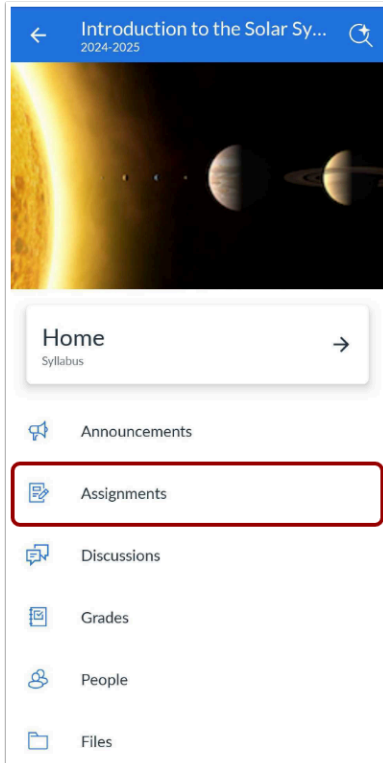 Introduction to the Solar Sy...
2024-2025
Home
Syllabus
Announcements
Assignments
Discussions
Grades
People
Files